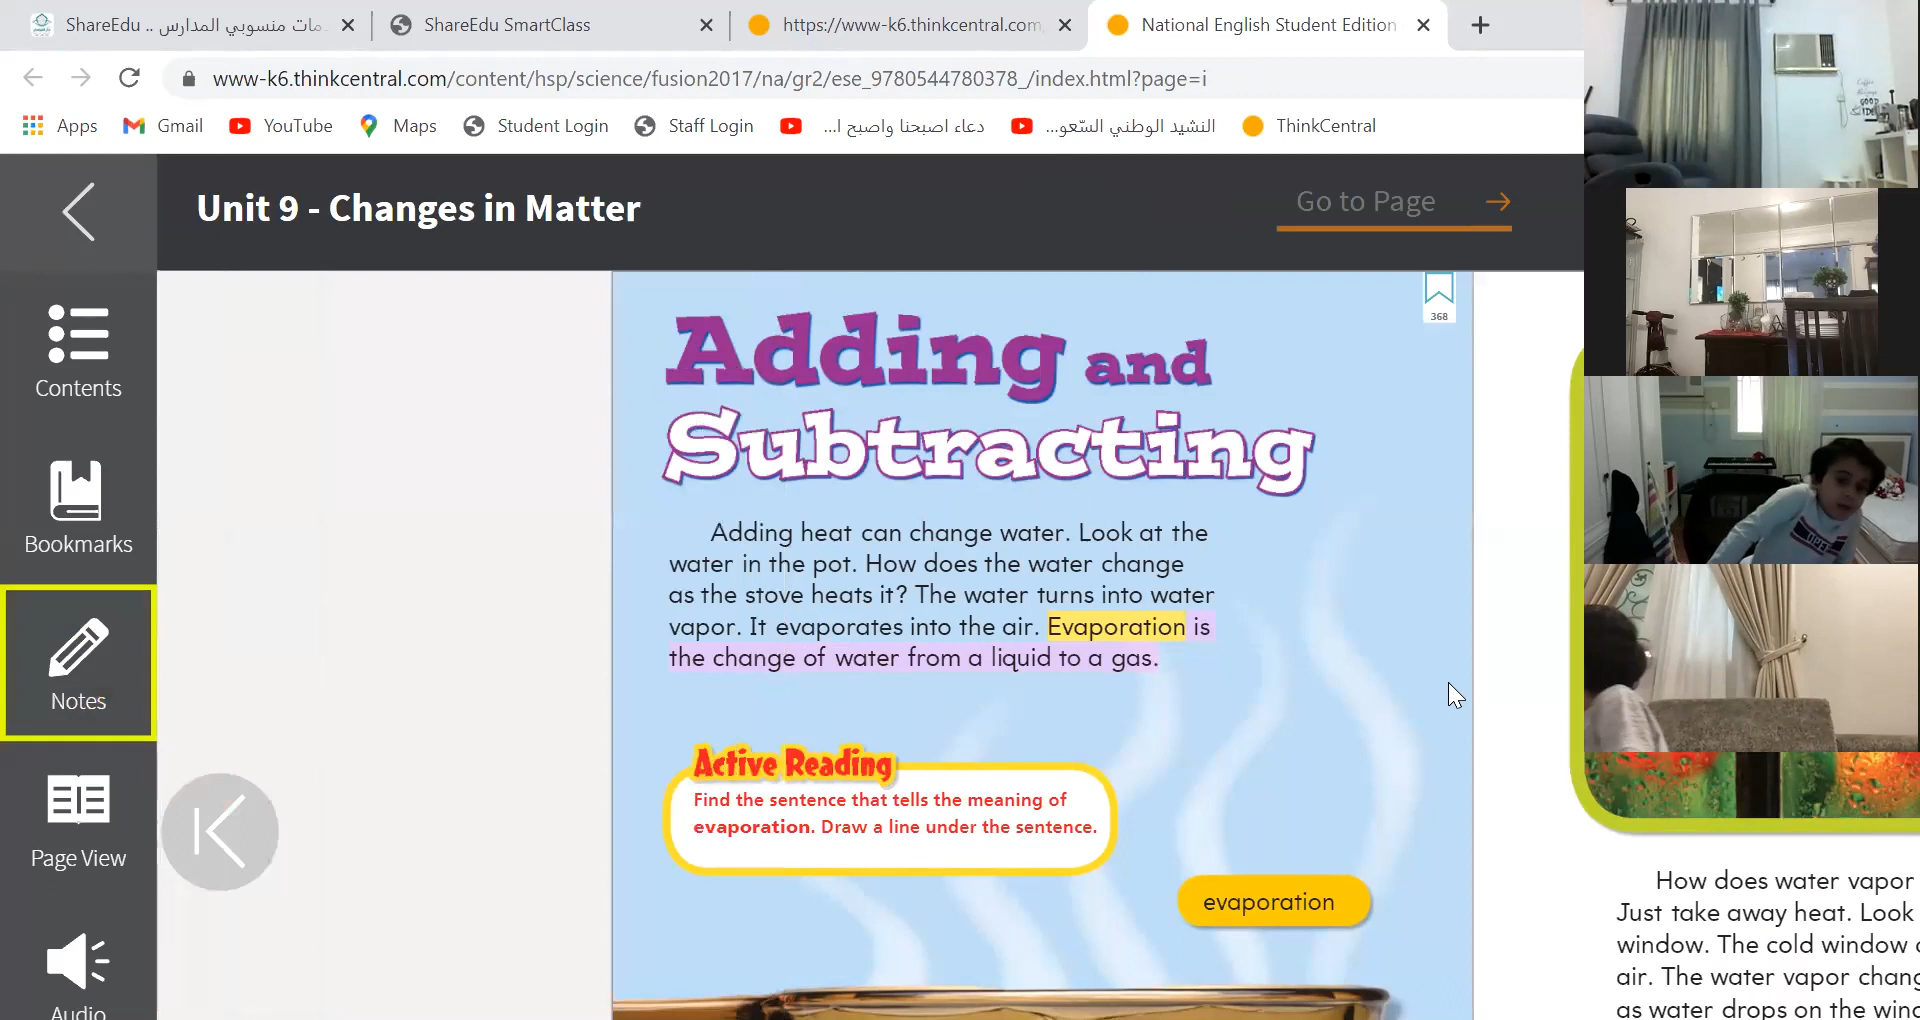 ShareEdu .. مات منسوبي المدارس
ShareEdu SmartClass
https://www-k6.thinkcentral.com
National English Student Edition
www-k6.thinkcentral.com/content/hsp/science/fusion2017/na/gr2/ese_9780544780378_/index.html?page=i
Apps
Gmail
YouTube
Maps
Student Login
Staff Login
دعاء اصبحنا واصبح ا...
النشيد الوطني السّعو...
ThinkCentral
Unit 9 - Changes in Matter
Go to Page
Contents
Bookmarks
Notes
Page View
Audio
368
Adding and
Subtracting
Adding heat can change water. Look at the
water in the pot. How does the water change
as the stove heats it? The water turns into water
vapor. It evaporates into the air. Evaporation is
the change of water from a liquid to a gas.
Active Reading
Find the sentence that tells the meaning of
evaporation. Draw a line under the sentence.
evaporation
How does water vapor
Just take away heat. Look
window. The cold window
air. The water vapor chang
as water drops on the wind